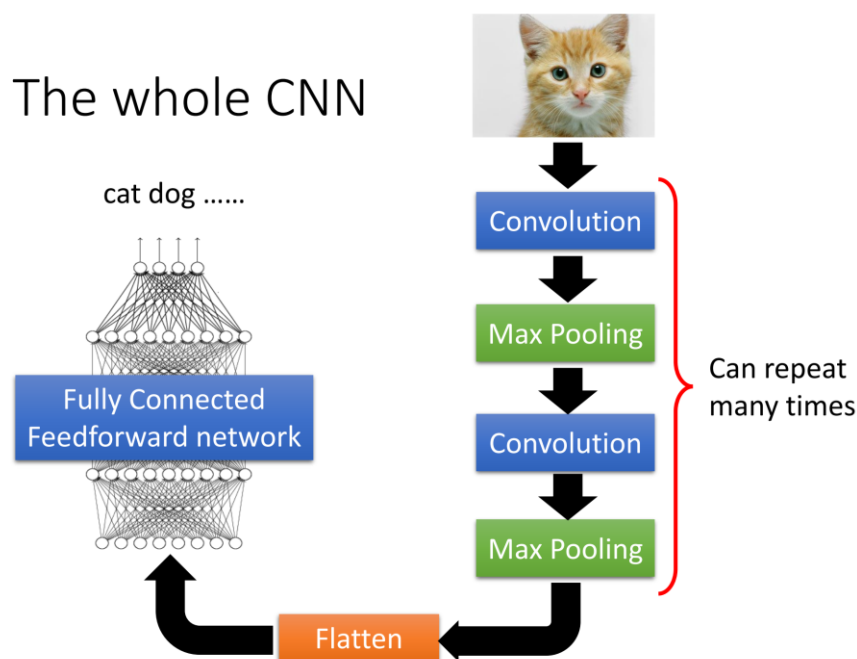 The whole CNN
cat dog ……
Fully Connected
Feedforward network
Convolution
Max Pooling
Convolution
Max Pooling
Can repeat
many times
Flatten